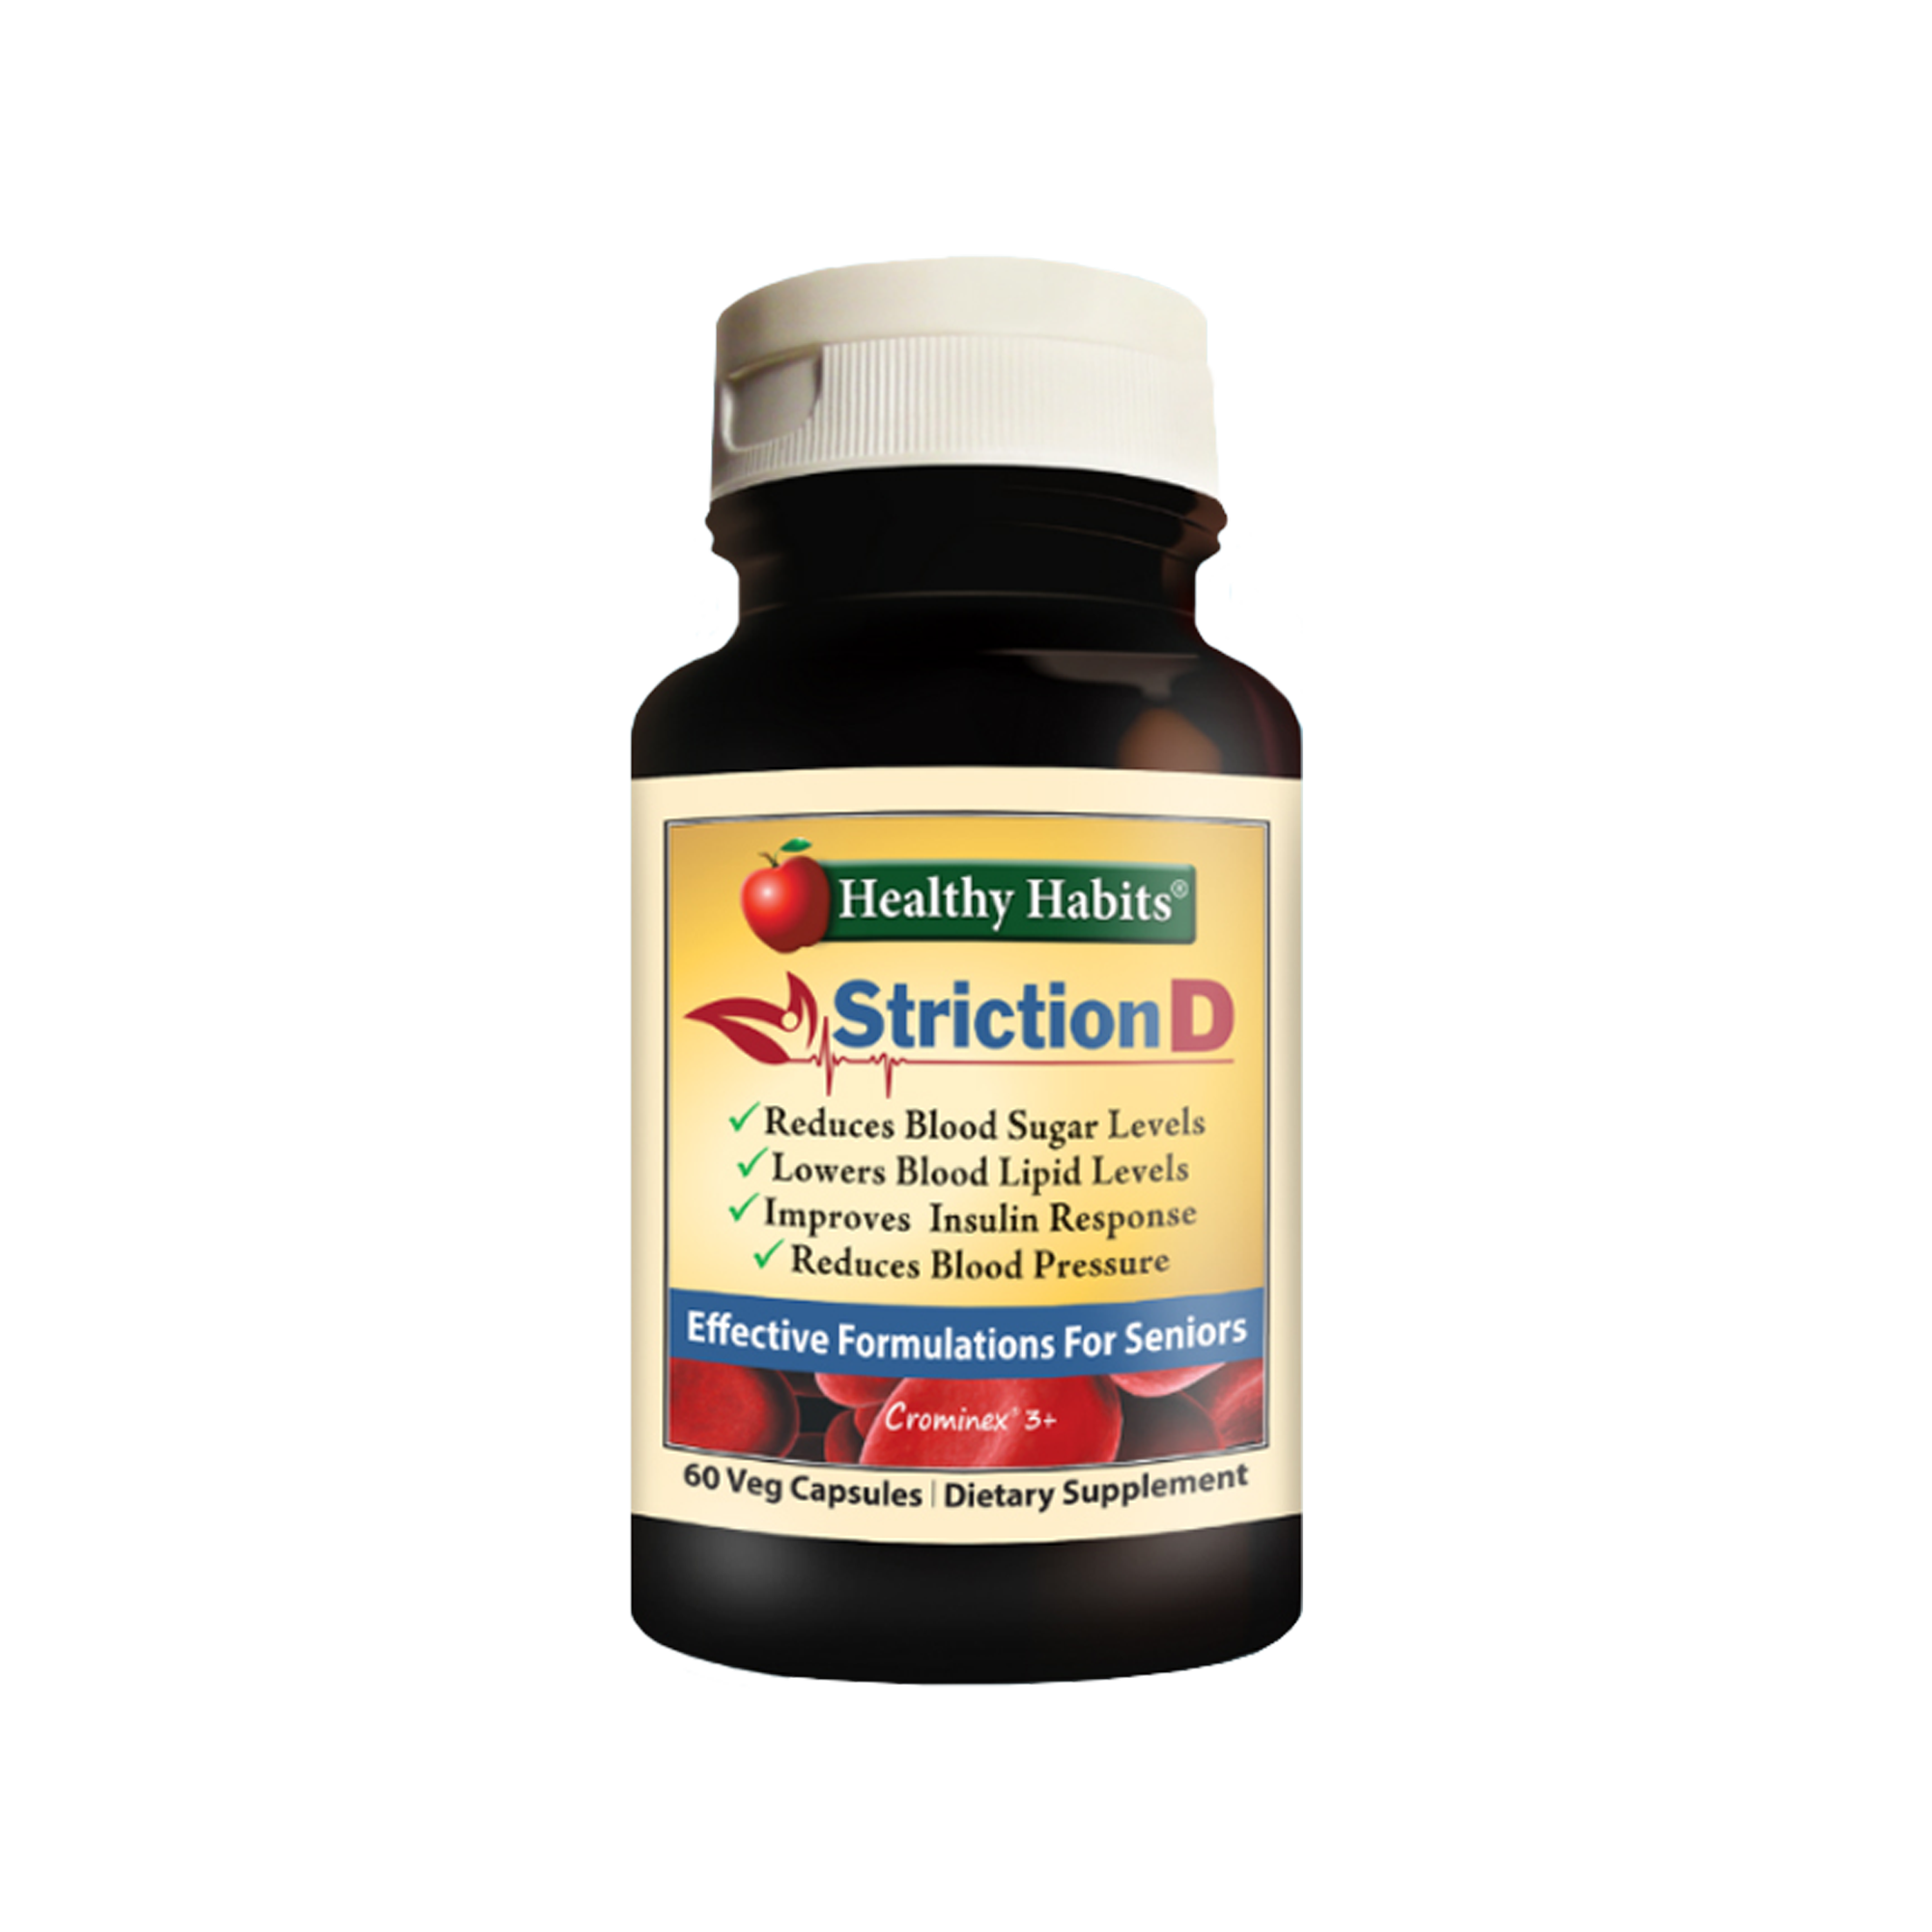 Healthy Habits®
StrictionD
✓Reduces Blood Sugar Levels
✓Lowers Blood Lipid Levels
✓Improves Insulin Response
✓Reduces Blood Pressure
Effective Formulations For Seniors
Crominex® 3+
60 Veg Capsules | Dietary Supplement